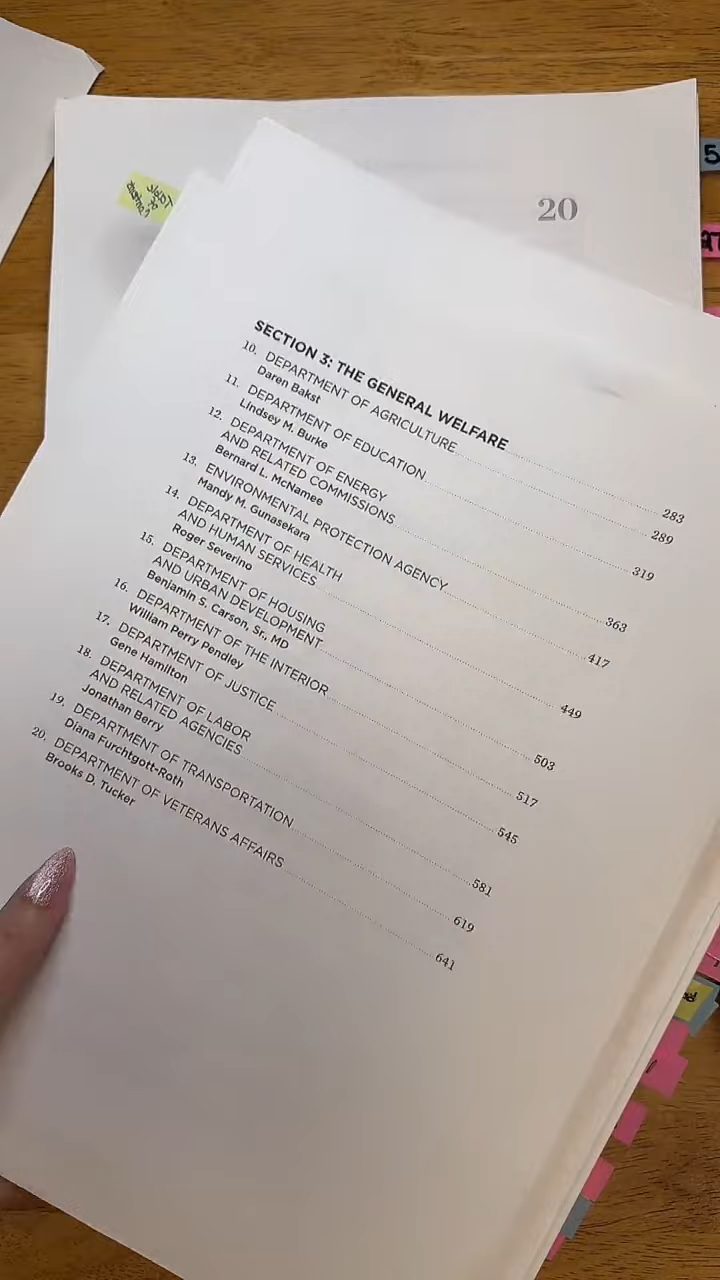 20
5
SECTION 3: THE GENERAL WELFARE 283
10. DEPARTMENT OF AGRICULTURE 289
Daren Bakst
11. DEPARTMENT OF EDUCATION 319
Lindsey M. Burke
12. DEPARTMENT OF ENERGY
AND RELATED COMMISSIONS 363
Bernard L. McNamee
13. ENVIRONMENTAL PROTECTION AGENCY 417
Mandy M. Gunasekara
14. DEPARTMENT OF HEALTH
AND HUMAN SERVICES 449
Roger Severino
15. DEPARTMENT OF HOUSING
AND URBAN DEVELOPMENT 503
Benjamin S. Carson, Sr., MD
16. DEPARTMENT OF THE INTERIOR 517
William Perry Pendley
17. DEPARTMENT OF JUSTICE 545
Gene Hamilton
18. DEPARTMENT OF LABOR
AND RELATED AGENCIES 581
Jonathan Berry
19. DEPARTMENT OF TRANSPORTATION 619
Diana Furchtgott-Roth
20. DEPARTMENT OF VETERANS AFFAIRS 641
Brooks D. Tucker